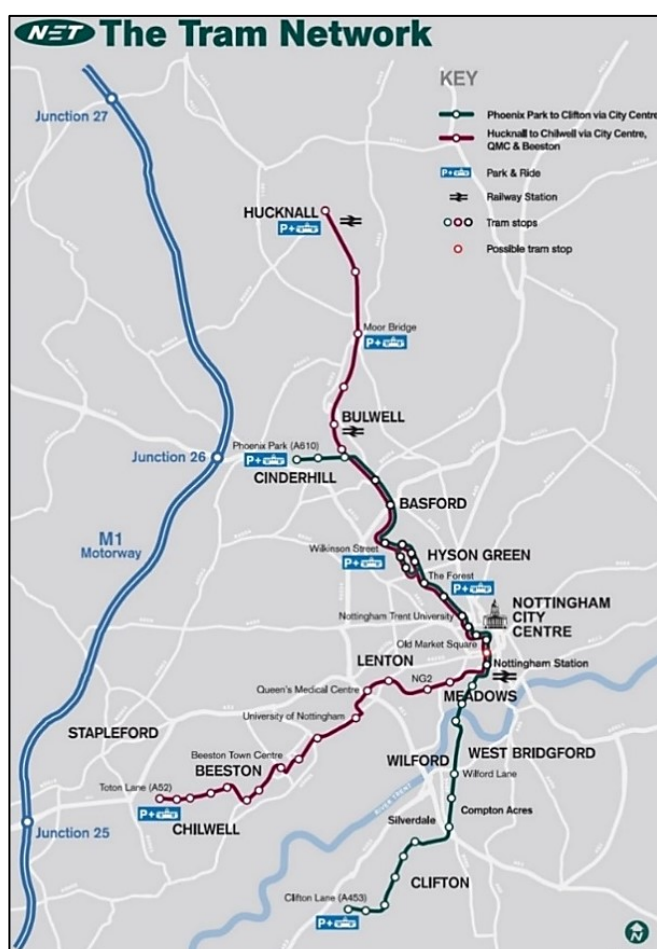 NET The Tram Network
KEY
Phoenix Park to Clifton via City Centre
Hucknall to Chilwell via City Centre,
QMC & Beeston
P+ Park & Ride
Railway Station
Tram stops
Possible tram stop
Junction 27
HUCKNALL
P+
Moor Bridge
P+
BULWELL
Phoenix Park (A610)
Junction 26
P+
CINDERHILL
BASFORD
M1
Motorway
Wilkinson Street
HYSON GREEN
P+
The Forest
P+
Nottingham Trent University
NOTTINGHAM
CITY
CENTRE
Old Market Square
LENTON
Nottingham Station
NG2
Queen's Medical Centre
MEADOWS
University of Nottingham
STAPLEFORD
Beeston Town Centre
WEST BRIDGFORD
WILFORD
BEESTON
Wilford Lane
Toton Lane (A52)
P+
CHILWELL
RIVER TRENT
Compton Acres
Silverdale
Junction 25
CLIFTON
Clifton Lane (A453)
P+
N